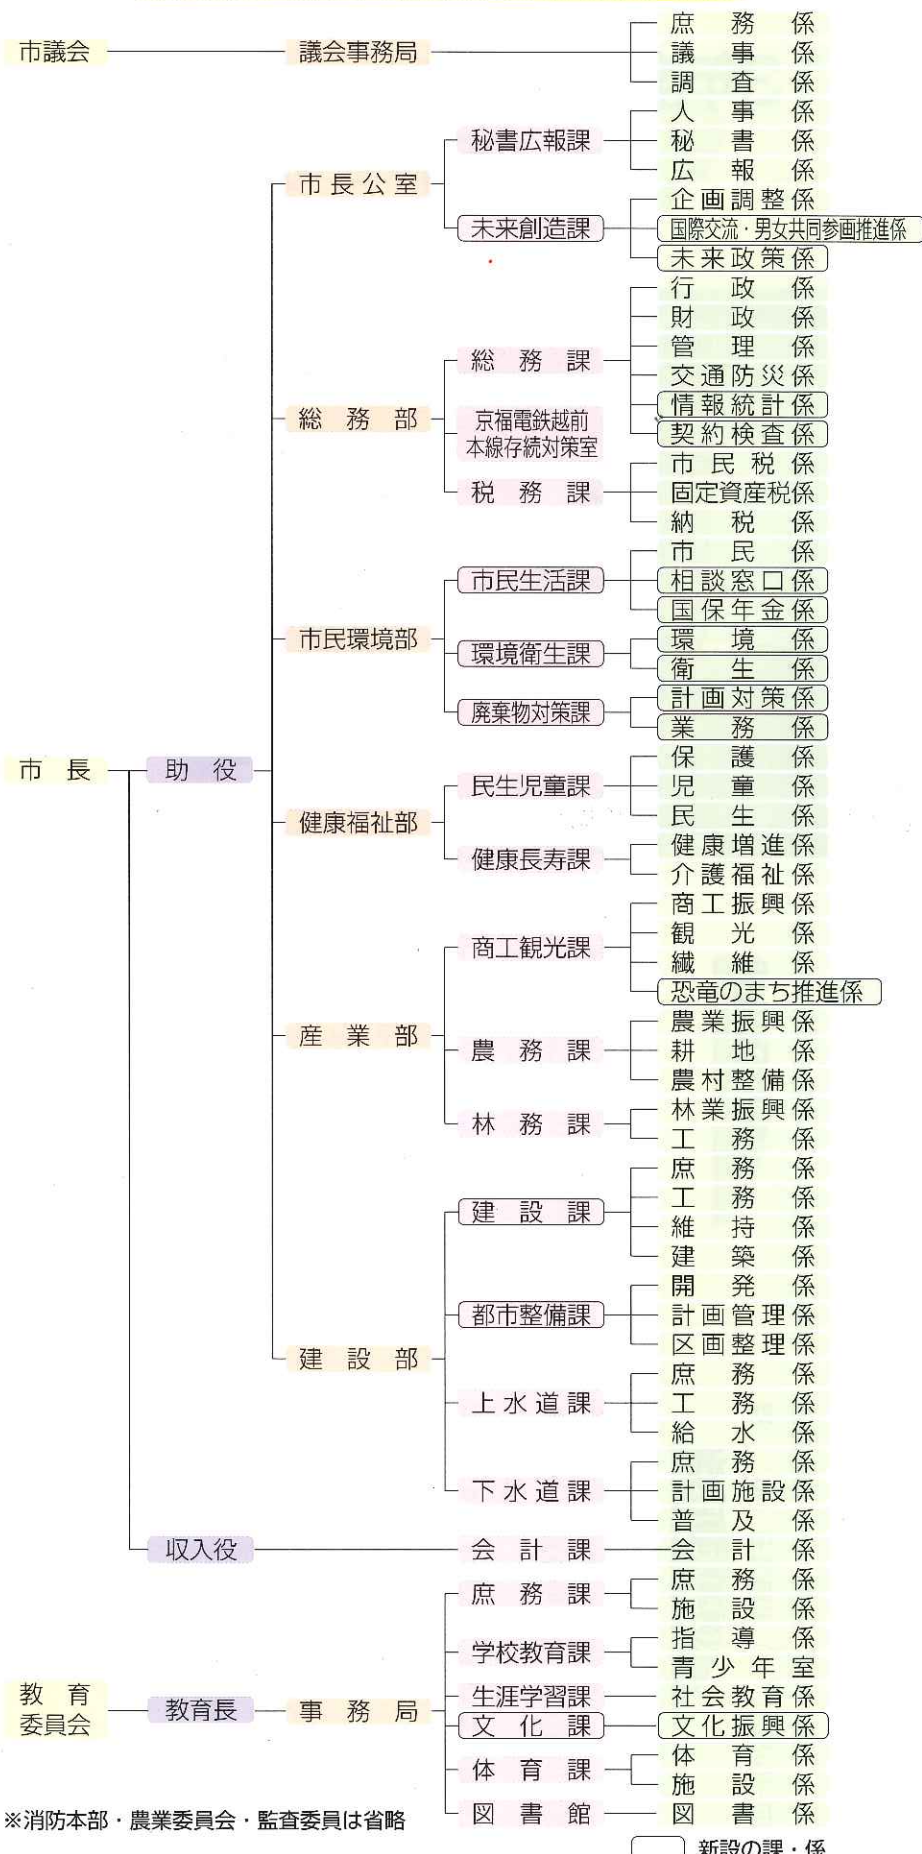 市議会 議会事務局 庶務係
議事係
調査係
市長 助役 市長公室 秘書広報課 人事係
秘書係
広報係
未来創造課 企画調整係
国際交流・男女共同参画推進係
未来政策係
総務部 総務課 行政係
財政係
管理係
交通防災係
情報統計係
契約検査係
京福電鉄越前
本線存続対策室
税務課 市民税係
固定資産税係
納税係
市民環境部 市民生活課 市民係
相談窓口係
国保年金係
環境衛生課 環境係
衛生係
廃棄物対策課 計画対策係
業務係
健康福祉部 民生児童課 保護係
児童係
民生係
健康長寿課 健康増進係
介護福祉係
産業部 商工観光課 商工振興係
観光係
繊維係
恐竜のまち推進係
農務課 農業振興係
耕地係
農村整備係
林務課 林業振興係
工務係
建設部 建設課 庶務係
工務係
維持係
建築係
都市整備課 開発係
計画管理係
区画整理係
上水道課 庶務係
工務係
給水係
下水道課 庶務係
計画施設係
普及係
収入役 会計課 会計係
教育
委員会 教育長 事務局 庶務課 庶務係
施設係
学校教育課 指導係
青少年室
生涯学習課 社会教育係
文化課 文化振興係
体育課 体育係
施設係
図書館 図書係
※消防本部・農業委員会・監査委員は省略
新設の課・係